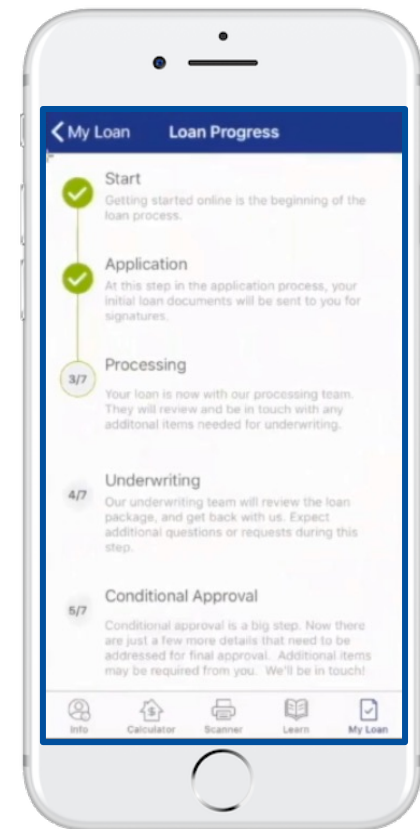 My Loan Loan Progress
Start
Getting started online is the beginning of the
loan process.
Application
At this step in the application process, your
initial loan documents will be sent to you for
signatures.
3/7 Processing
Your loan is now with our processing team.
They will review and be in touch with any
additonal items needed for underwriting.
4/7 Underwriting
Our underwriting team will review the loan
package, and get back with us. Expect
additional questions or requests during this
step.
5/7 Conditional Approval
Conditional approval is a big step. Now there
are just a few more details that need to be
addressed for final approval. Additional items
may be required from you. We'll be in touch!
Info Calculator Scanner Learn My Loan